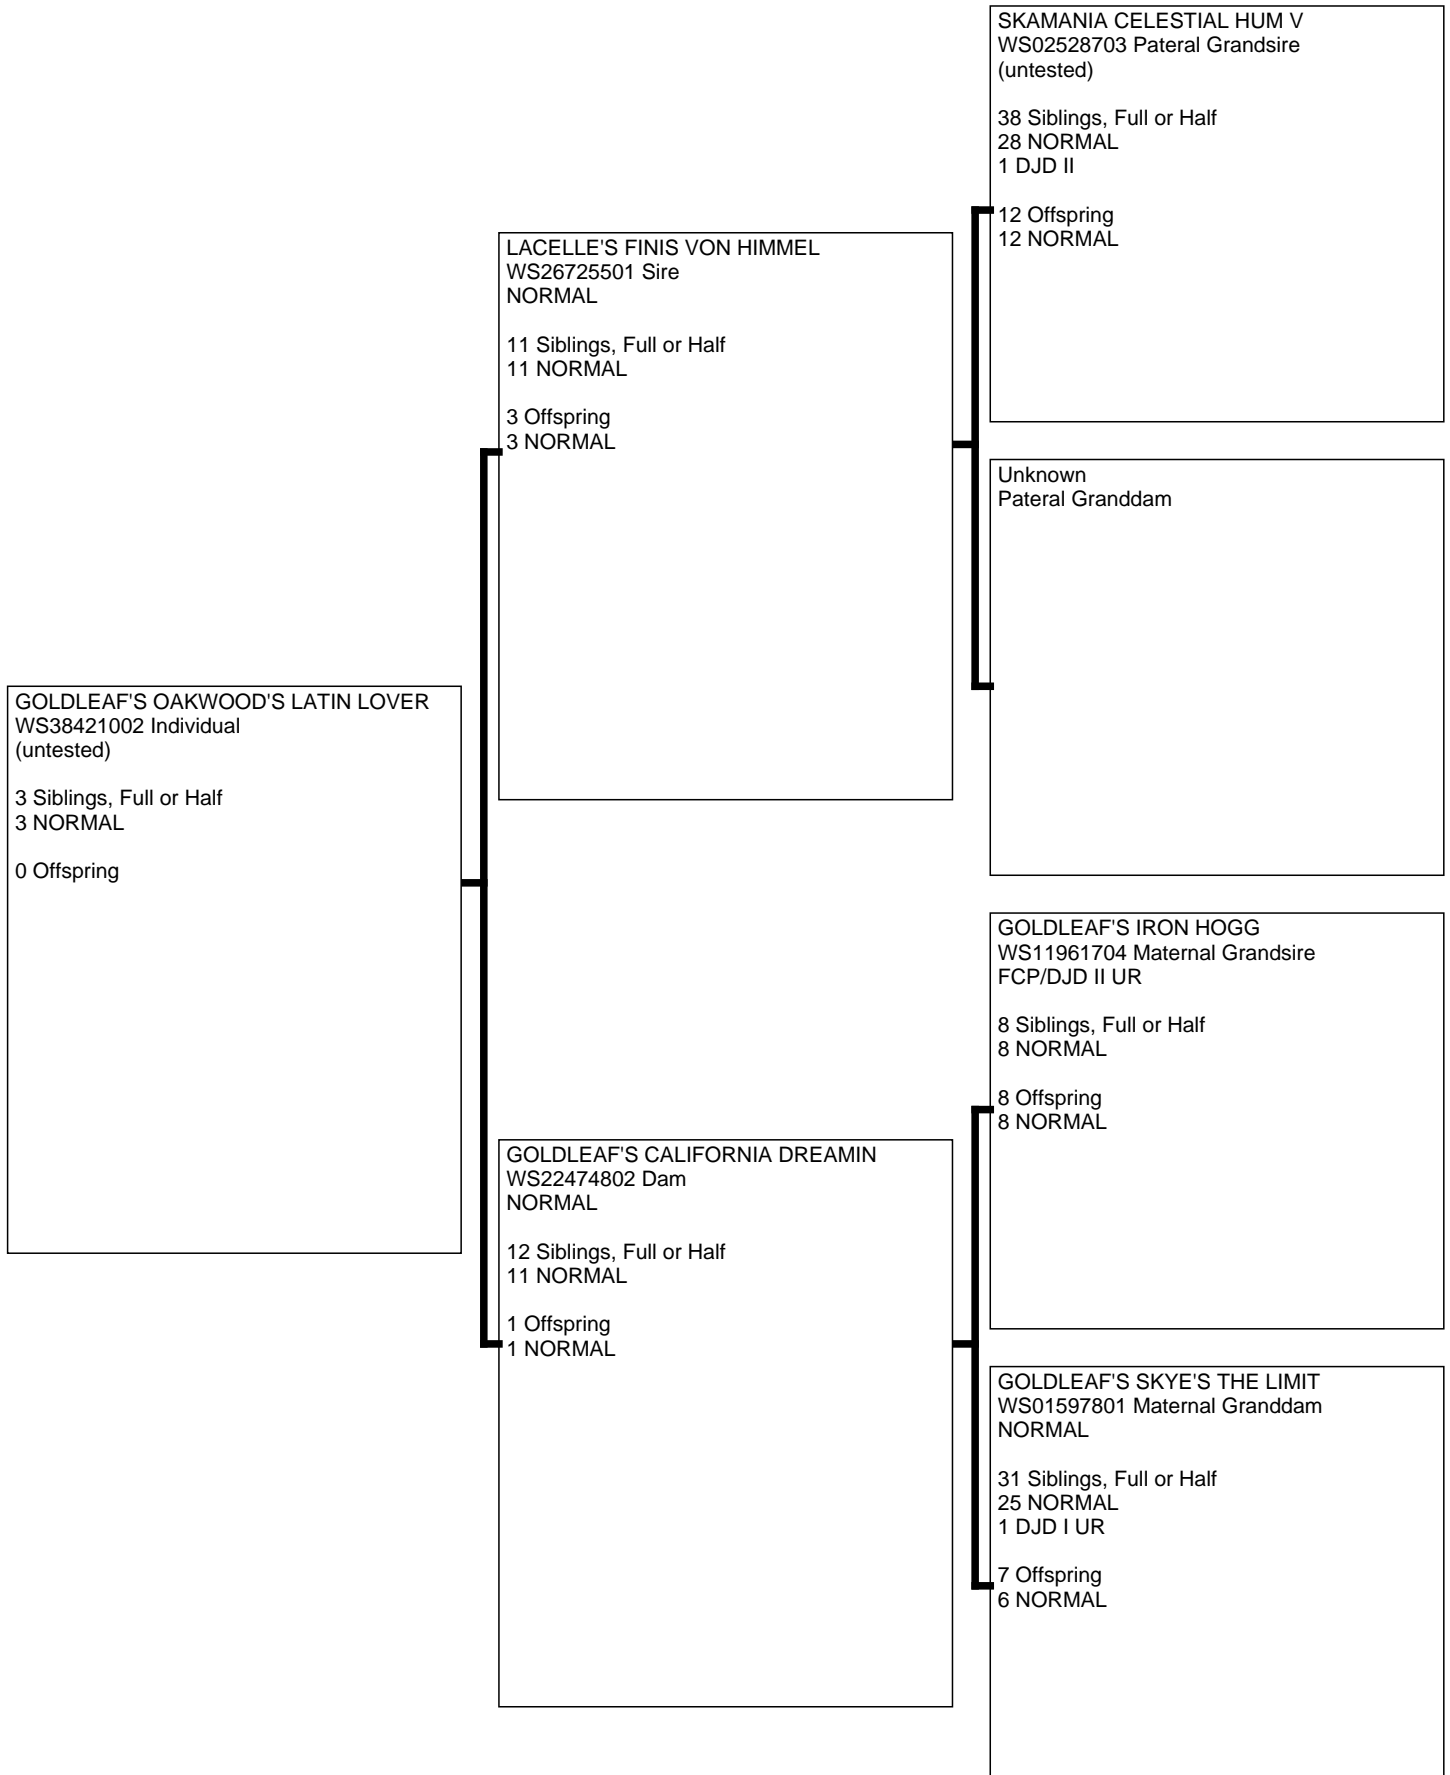 SKAMANIA CELESTIAL HUM V
WS02528703 Pateral Grandsire
(untested)
38 Siblings, Full or Half
28 NORMAL
1 DJD II
12 Offspring
12 NORMAL
LACELLE'S FINIS VON HIMMEL
WS26725501 Sire
NORMAL
11 Siblings, Full or Half
11 NORMAL
3 Offspring
3 NORMAL
Unknown
Pateral Granddam
GOLDLEAF'S OAKWOOD'S LATIN LOVER
WS38421002 Individual
(untested)
3 Siblings, Full or Half
3 NORMAL
0 Offspring
GOLDLEAF'S IRON HOGG
WS11961704 Maternal Grandsire
FCP/DJD II UR
8 Siblings, Full or Half
8 NORMAL
8 Offspring
8 NORMAL
GOLDLEAF'S CALIFORNIA DREAMIN
WS22474802 Dam
NORMAL
12 Siblings, Full or Half
11 NORMAL
1 Offspring
1 NORMAL
GOLDLEAF'S SKYE'S THE LIMIT
WS01597801 Maternal Granddam
NORMAL
31 Siblings, Full or Half
25 NORMAL
1 DJD I UR
7 Offspring
6 NORMAL